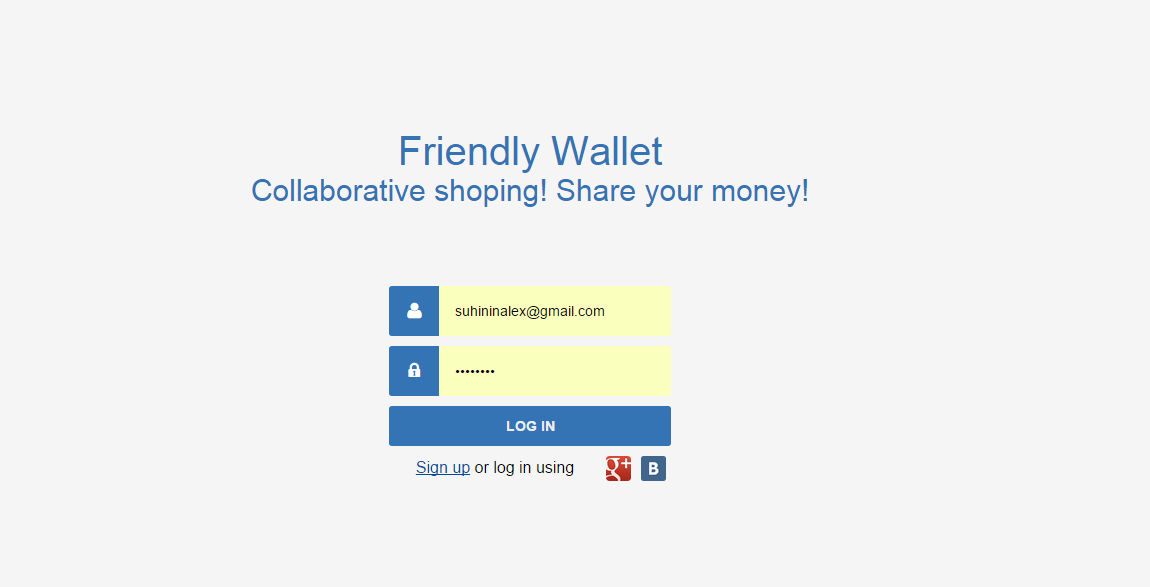 Friendly Wallet
Collaborative shoping! Share your money!
suhininalex@gmail.com
••••••••
LOG IN
Sign up or log in using
g+ B